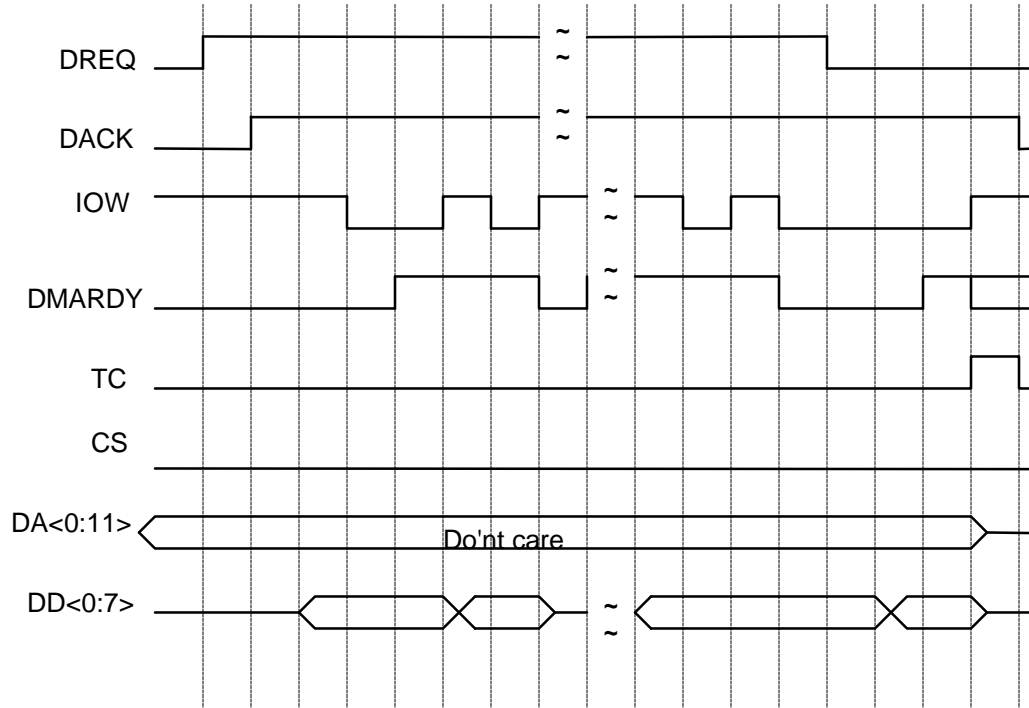 DREQ
~
~
DACK
~
~
IOW
~
~
DMARDY
~
~
TC
CS
DA<0:11>
Do'nt care
DD<0:7>
~
~